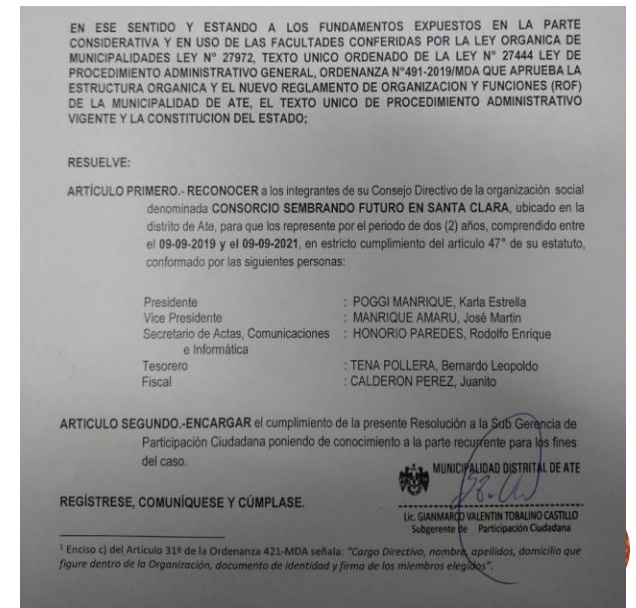 EN ESE SENTIDO Y ESTANDO A LOS FUNDAMENTOS EXPUESTOS EN LA PARTE
CONSIDERATIVA Y EN USO DE LAS FACULTADES CONFERIDAS POR LA LEY ORGANICA DE
MUNICIPALIDADES LEY N° 27972, TEXTO UNICO ORDENADO DE LA LEY N° 27444 LEY DE
PROCEDIMIENTO ADMINISTRATIVO GENERAL, ORDENANZA N°491-2019/MDA QUE APRUEBA LA
ESTRUCTURA ORGANICA Y EL NUEVO REGLAMENTO DE ORGANIZACION Y FUNCIONES (ROF)
DE LA MUNICIPALIDAD DE ATE, EL TEXTO UNICO DE PROCEDIMIENTO ADMINISTRATIVO
VIGENTE Y LA CONSTITUCION DEL ESTADO;
RESUELVE:
ARTÍCULO PRIMERO.- RECONOCER a los integrantes de su Consejo Directivo de la organización social
denominada CONSORCIO SEMBRANDO FUTURO EN SANTA CLARA, ubicado en la
distrito de Ate, para que los represente por el periodo de dos (2) años, comprendido entre
el 09-09-2019 y el 09-09-2021, en estricto cumplimiento del artículo 47° de su estatuto,
conformado por las siguientes personas:
Presidente : POGGI MANRIQUE, Karla Estrella
Vice Presidente : MANRIQUE AMARU, José Martin
Secretario de Actas, Comunicaciones : HONORIO PAREDES, Rodolfo Enrique
e Informática
Tesorero : TENA POLLERA, Bernardo Leopoldo
Fiscal : CALDERON PEREZ, Juanito
ARTICULO SEGUNDO.-ENCARGAR el cumplimiento de la presente Resolución a la Sub Gerencia de
Participación Ciudadana poniendo de conocimiento a la parte recurrente para los fines
del caso.
MUNICIPALIDAD DISTRITAL DE ATE
REGÍSTRESE, COMUNÍQUESE Y CÚMPLASE.
Lic. GIANMARCO VALENTIN TOBALINO CASTILLO
Subgerente de Participación Ciudadana
1 Enciso c) del Artículo 31º de la Ordenanza 421-MDA señala: "Cargo Directivo, nombre, apellidos, domicilio que
figure dentro de la Organización, documento de identidad y firma de los miembros elegidos".